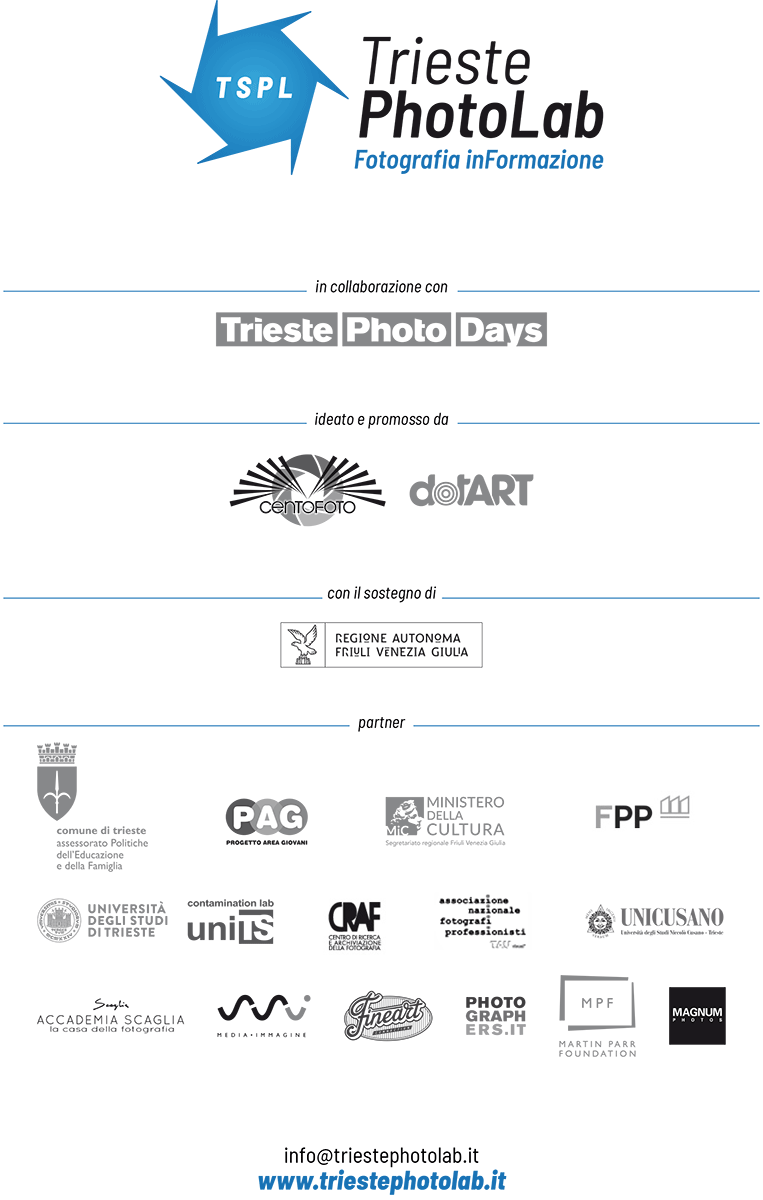 TSPL
Trieste
PhotoLab
Fotografia inFormazione
in collaborazione con
Trieste Photo Days
ideato e promosso da
CENTOFOTO
dotART
con il sostegno di
REGIONE AUTONOMA
FRIULI VENEZIA GIULIA
partner
comune di trieste
assessorato Politiche
dell'Educazione
e della Famiglia
PAG
PROGETTO AREA GIOVANI
MiC
MINISTERO
DELLA
CULTURA
Segretariato regionale Friuli Venezia Giulia
FPP
UNIVERSITÀ
DEGLI STUDI
DI TRIESTE
contamination lab
uniTS
CRAF
CENTRO DI RICERCA
E ARCHIVIAZIONE
DELLA FOTOGRAFIA
associazione
nazionale
fotografi
professionisti
TAU visual
UNICUSANO
Università degli Studi Niccolò Cusano - Trieste
Scaglia
ACCADEMIA SCAGLIA
la casa della fotografia
MEDIA·IMMAGINE
Fineart
PHOTO
GRAPH
ERS.IT
MPF
MARTIN PARR
FOUNDATION
MAGNUM
PHOTOS
info@triestephotolab.it
www.triestephotolab.it